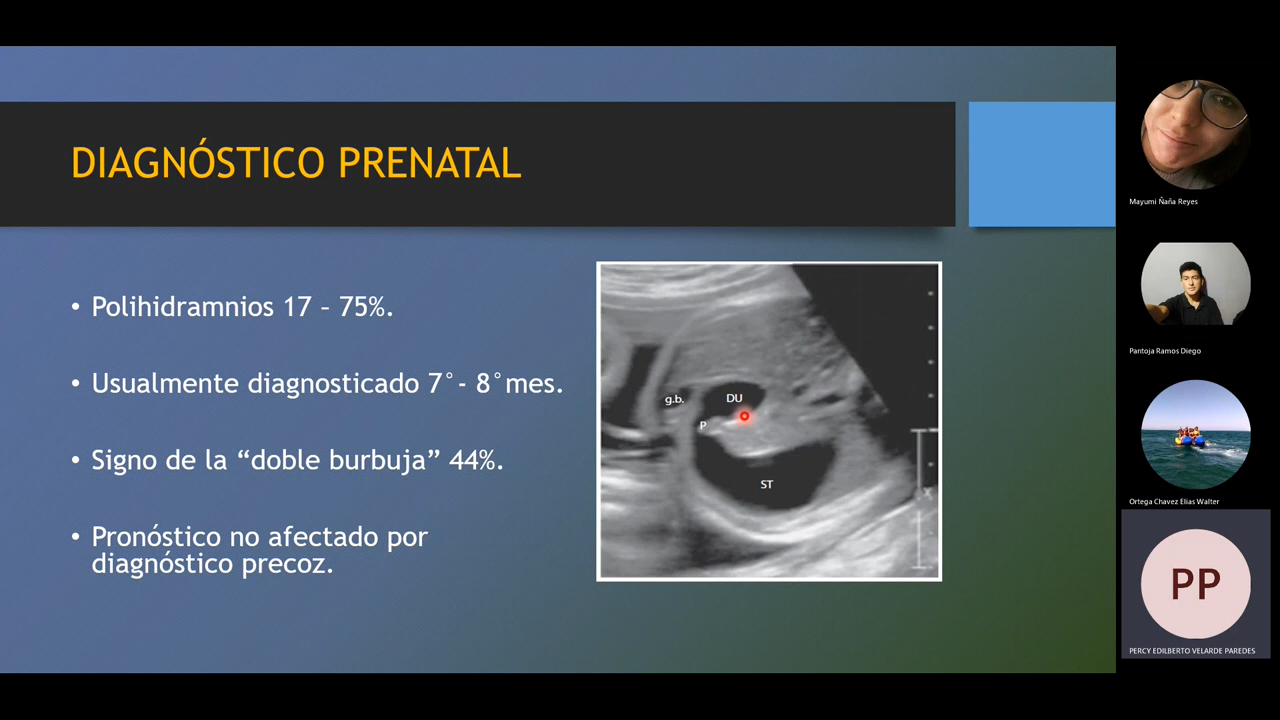 DIAGNÓSTICO PRENATAL
• Polihidramnios 17 – 75%.
• Usualmente diagnosticado 7°- 8°mes.
• Signo de la “doble burbuja” 44%.
• Pronóstico no afectado por
diagnóstico precoz.
g.b.
DU
P
ST
X
Mayumi Ñaña Reyes
Pantoja Ramos Diego
Ortega Chavez Elias Walter
PP
PERCY EDILBERTO VELARDE PAREDES